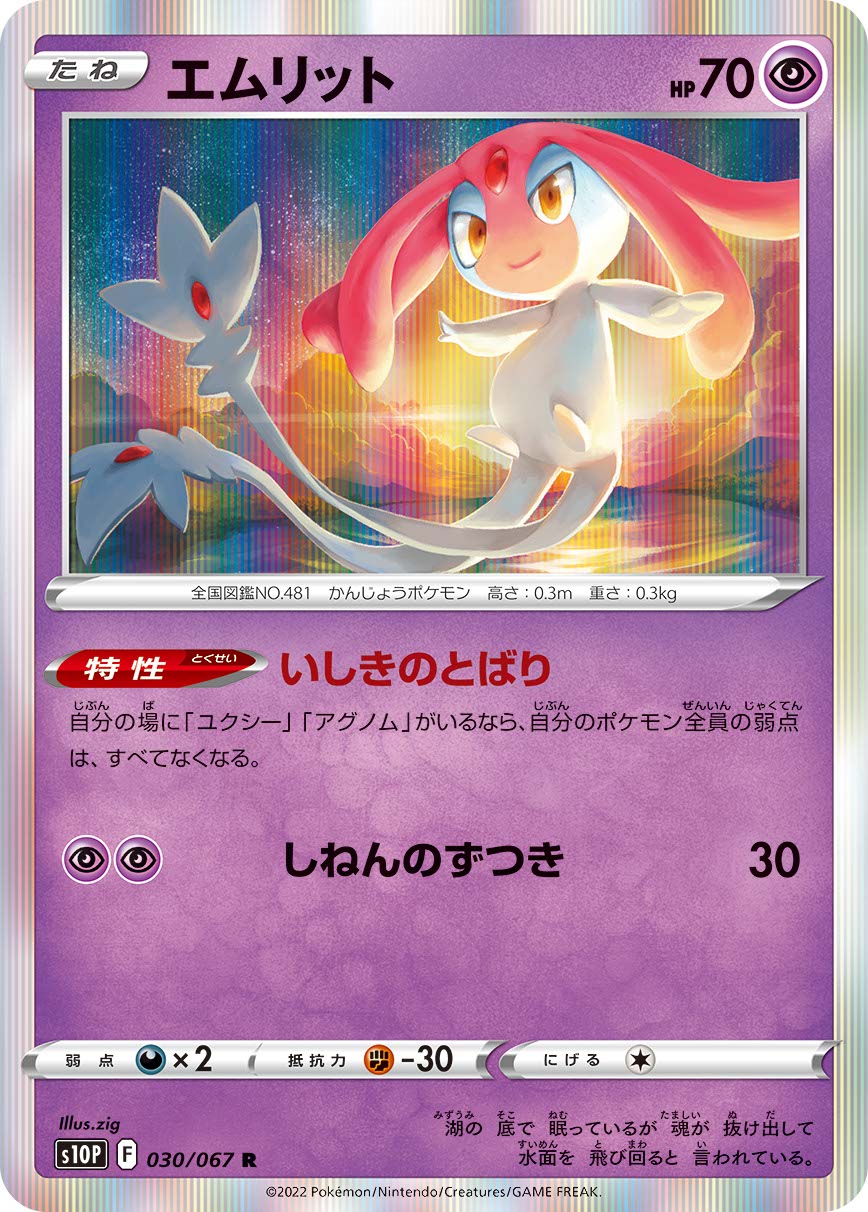 たね エムリット HP70
全国図鑑NO.481 かんじょうポケモン 高さ:0.3m 重さ:0.3kg
特性 とくせい いしきのとばり
じぶん ば じぶん ぜんいん じゃくてん
自分の場に「ユクシー」「アグノム」がいるなら、自分のポケモン全員の弱点
は、すべてなくなる。
しねんのずつき 30
弱点 ×2 抵抗力 -30 にげる
Illus.zig
みずうみ そこ ねむ たましい ぬ だ
湖の 底で 眠っているが 魂が 抜け出して
すいめん と まわ い
水面を 飛び回ると 言われている。
s10P F 030/067 R
©2022 Pokémon/Nintendo/Creatures/GAME FREAK.